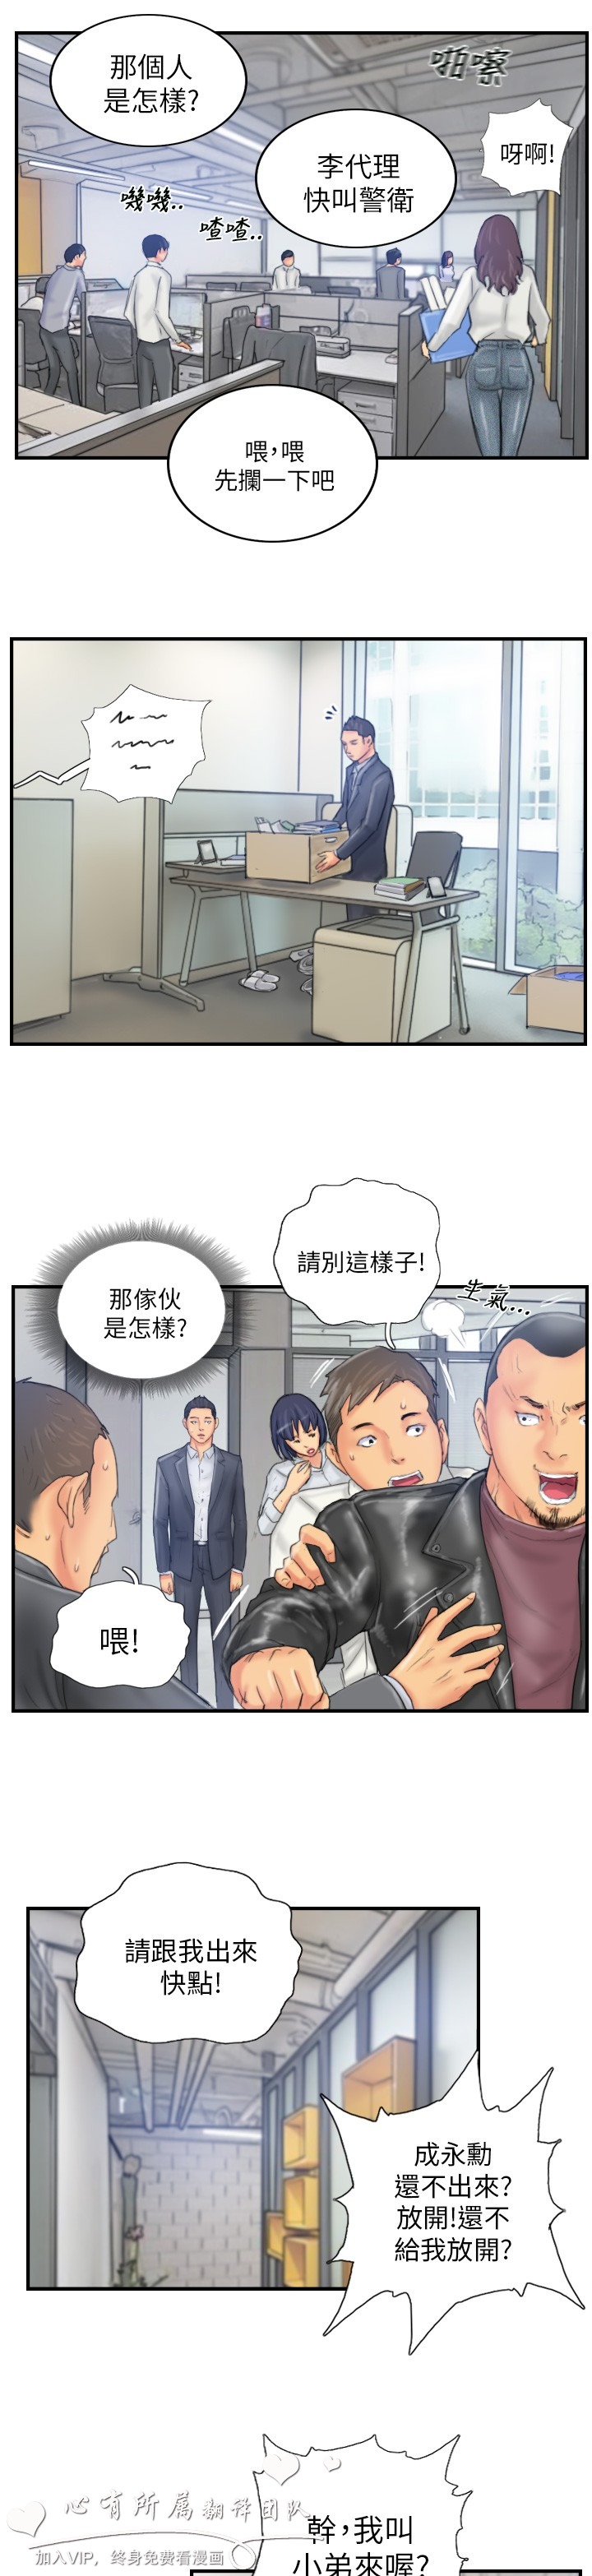 那個人
是怎樣?
啪嚓
呀啊!
李代理
快叫警衛
嘰嘰..
喳喳..
喂，喂
先攔一下吧
請別這樣子!
那傢伙
是怎樣?
生氣...
喂!
請跟我出來
快點!
成永勳
還不出來?
放開!還不
給我放開?
幹，我叫
小弟來喔?
心有所属翻译团队
加入VIP，终身免费看漫画